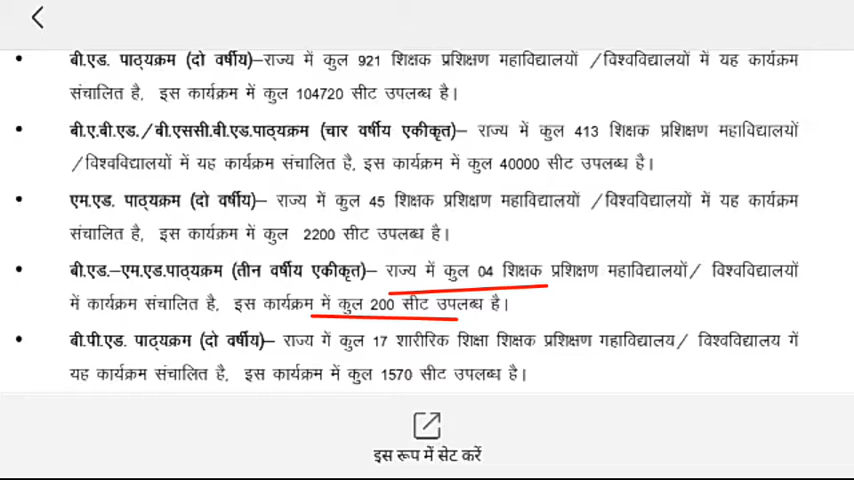 बी.एड. पाठ्यक्रम (दो वर्षीय)–राज्य में कुल 921 शिक्षक प्रशिक्षण महाविद्यालयों /विश्वविद्यालयों में यह कार्यक्रम
संचालित है, इस कार्यक्रम में कुल 104720 सीट उपलब्ध है।
बी.ए.बी.एड./बी.एससी.बी.एड.पाठ्यक्रम (चार वर्षीय एकीकृत)– राज्य में कुल 413 शिक्षक प्रशिक्षण महाविद्यालयों
/विश्वविद्यालयों में यह कार्यक्रम संचालित है, इस कार्यक्रम में कुल 40000 सीट उपलब्ध है।
एम.एड. पाठ्यक्रम (दो वर्षीय)– राज्य में कुल 45 शिक्षक प्रशिक्षण महाविद्यालयों /विश्वविद्यालयों में यह कार्यक्रम
संचालित है, इस कार्यक्रम में कुल 2200 सीट उपलब्ध है।
बी.एड.–एम.एड.पाठ्यक्रम (तीन वर्षीय एकीकृत)– राज्य में कुल 04 शिक्षक प्रशिक्षण महाविद्यालयों/ विश्वविद्यालयों
में कार्यक्रम संचालित है, इस कार्यक्रम में कुल 200 सीट उपलब्ध है।
बी.पी.एड. पाठ्यक्रम (दो वर्षीय)– राज्य में कुल 17 शारीरिक शिक्षा शिक्षक प्रशिक्षण महाविद्यालय/ विश्वविद्यालय में
यह कार्यक्रम संचालित है, इस कार्यक्रम में कुल 1570 सीट उपलब्ध है।
इस रूप में सेट करें